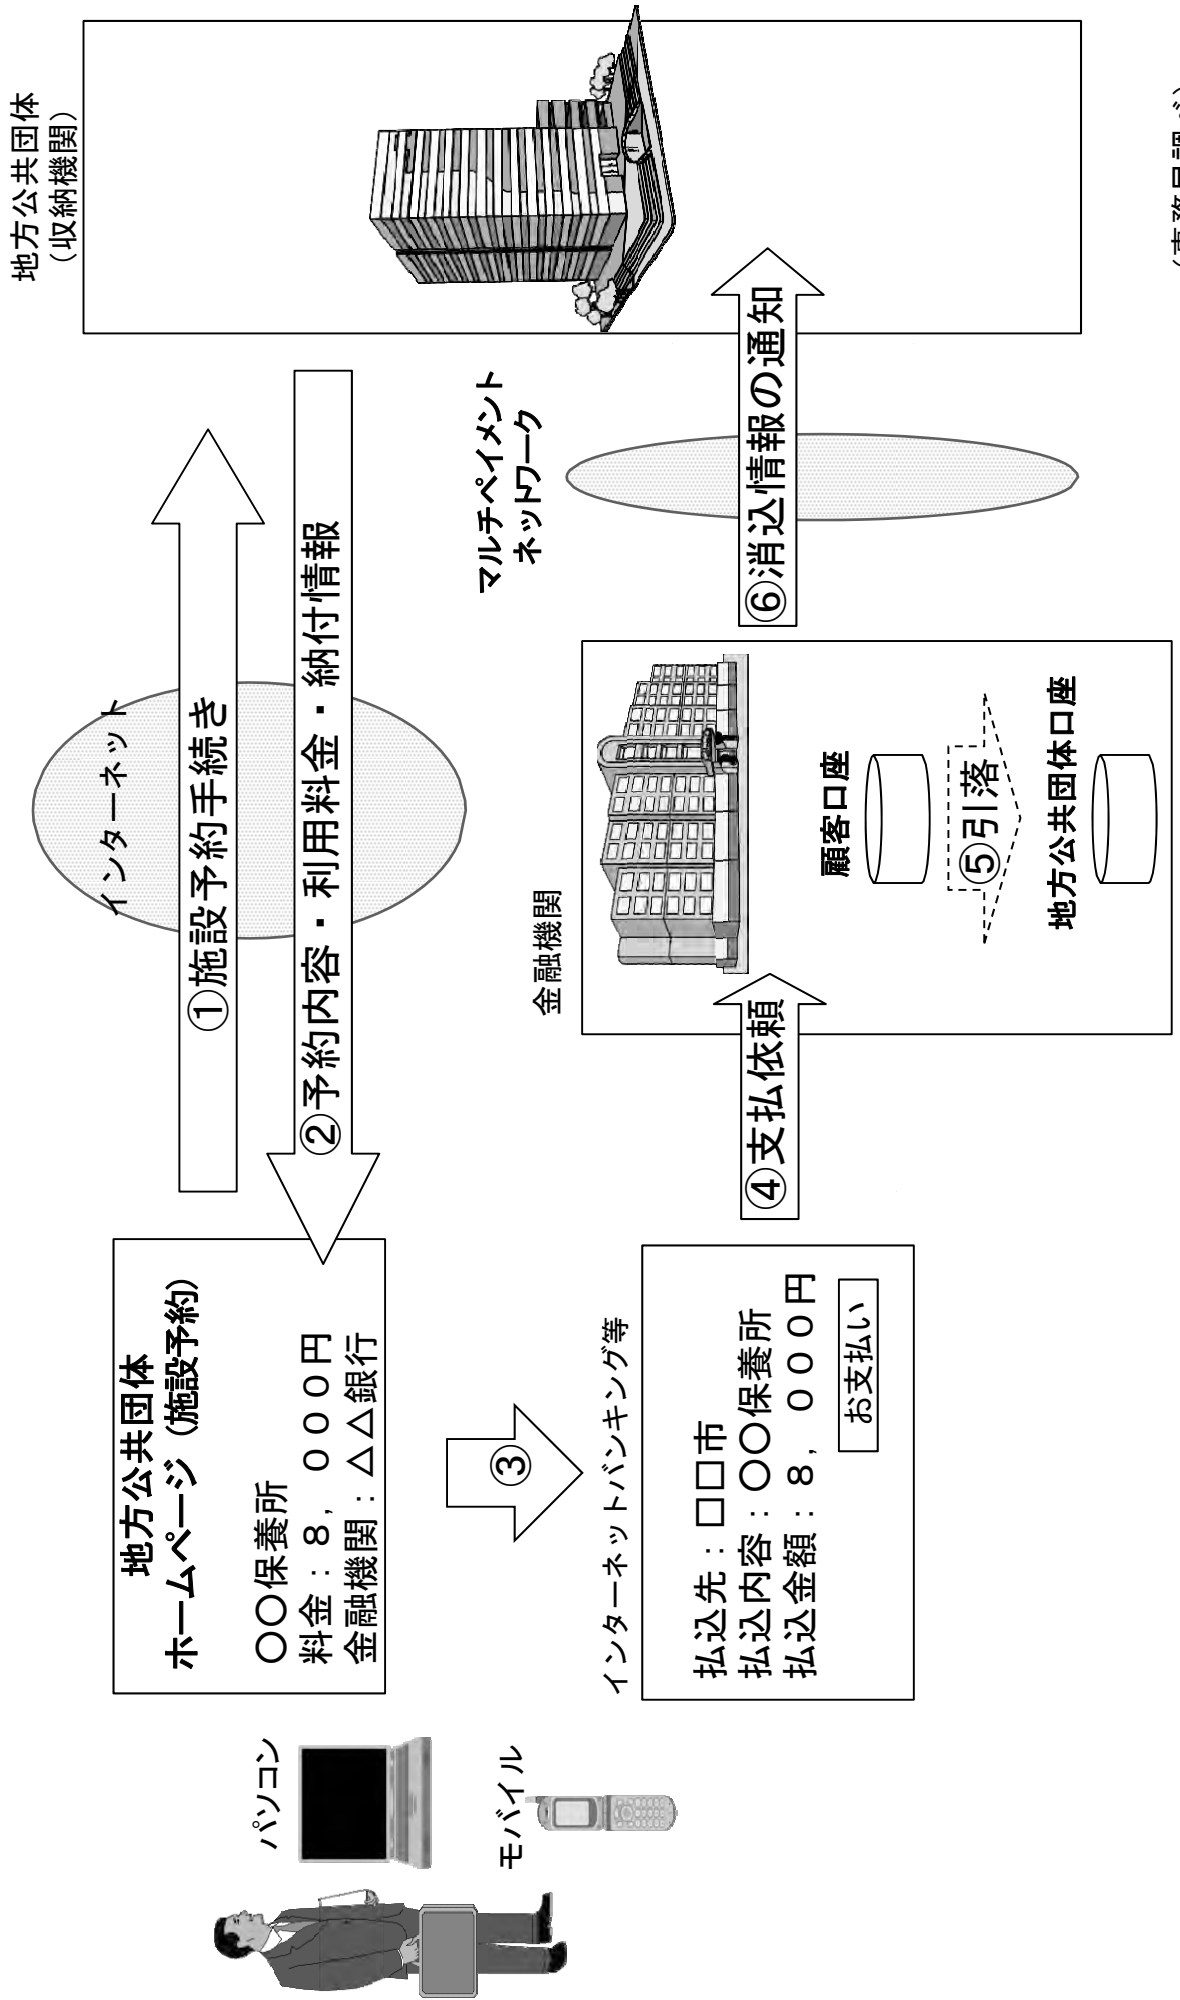 地方公共団体
（収納機関）
インターネット
①施設予約手続き
②予約内容・利用料金・納付情報
地方公共団体
ホームページ（施設予約）
〇〇保養所
料金：８，０００円
金融機関：△△銀行
パソコン
モバイル
③
インターネットバンキング等
払込先：□□市
払込内容：〇〇保養所
払込金額：８，０００円
お支払い
④支払依頼
金融機関
顧客口座
⑤引落
地方公共団体口座
マルチペイメント
ネットワーク
⑥消込情報の通知